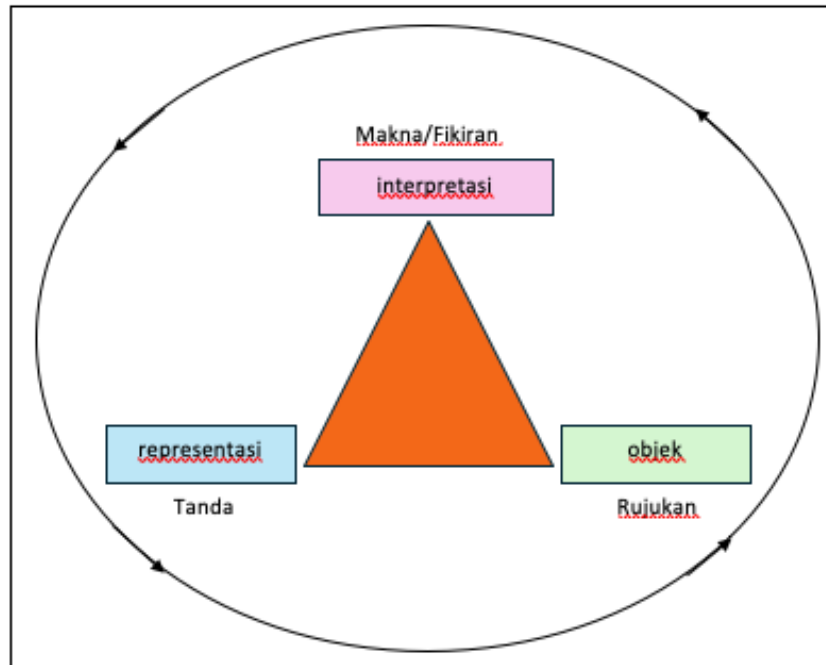 Makna/Fikiran
interpretasi
representasi
objek
Tanda
Rujukan